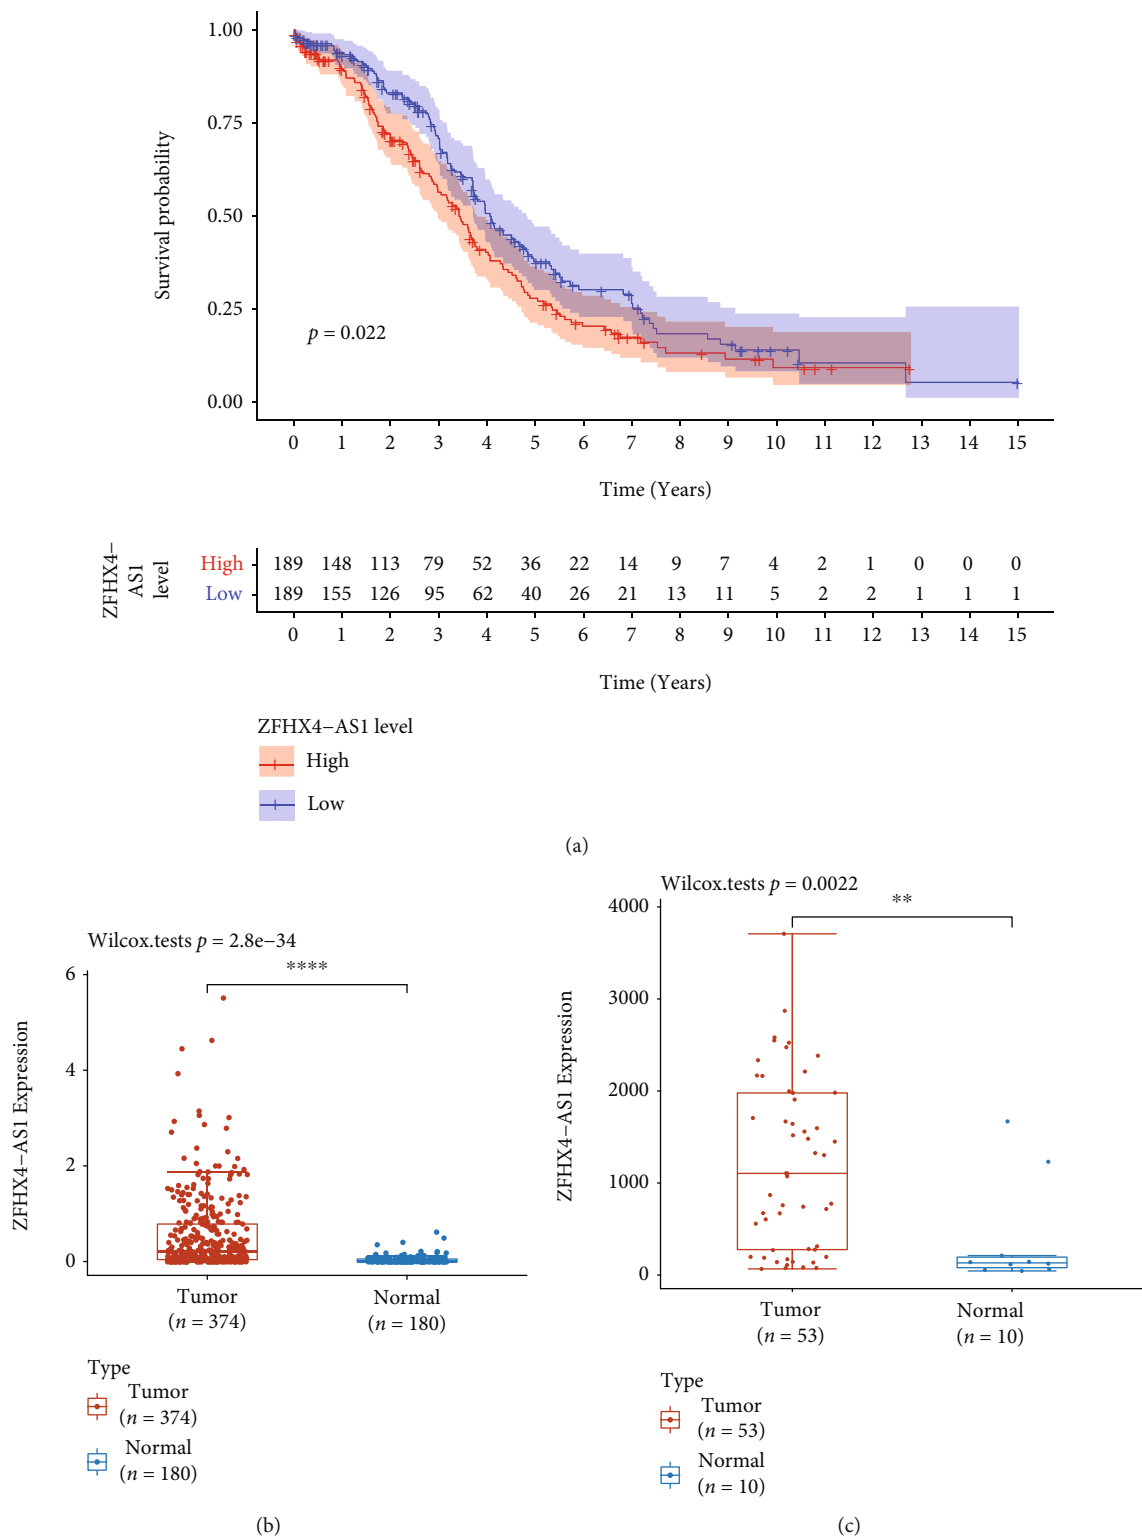 1.00
0.75
0.50
0.25
0.00
Survival probability
p = 0.022
0 1 2 3 4 5 6 7 8 9 10 11 12 13 14 15
Time (Years)
ZFHX4−
AS1
level
High 189 148 113 79 52 36 22 14 9 7 4 2 1 0 0 0
Low 189 155 126 95 62 40 26 21 13 11 5 2 2 1 1 1
0 1 2 3 4 5 6 7 8 9 10 11 12 13 14 15
Time (Years)
ZFHX4−AS1 level
High
Low
(a)
Wilcox.tests p = 2.8e−34
****
6
4
2
0
ZFHX4−AS1 Expression
Tumor
(n = 374)
Normal
(n = 180)
Type
Tumor
(n = 374)
Normal
(n = 180)
(b)
Wilcox.tests p = 0.0022
**
4000
3000
2000
1000
0
ZFHX4−AS1 Expression
Tumor
(n = 53)
Normal
(n = 10)
Type
Tumor
(n = 53)
Normal
(n = 10)
(c)